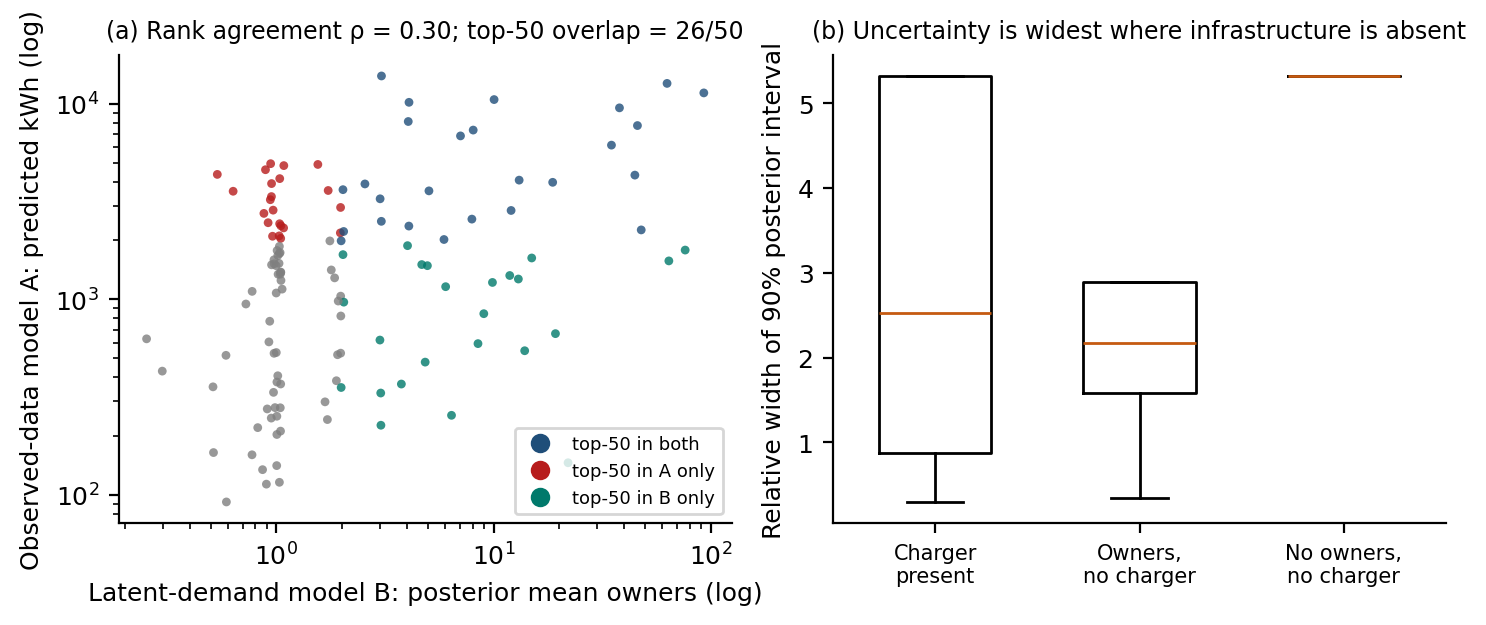 (a) Rank agreement ρ = 0.30; top-50 overlap = 26/50
Observed-data model A: predicted kWh (log)
10⁴
10³
10²
10⁰
10¹
10²
Latent-demand model B: posterior mean owners (log)
top-50 in both
top-50 in A only
top-50 in B only
(b) Uncertainty is widest where infrastructure is absent
Relative width of 90% posterior interval
5
4
3
2
1
Charger
present
Owners,
no charger
No owners,
no charger